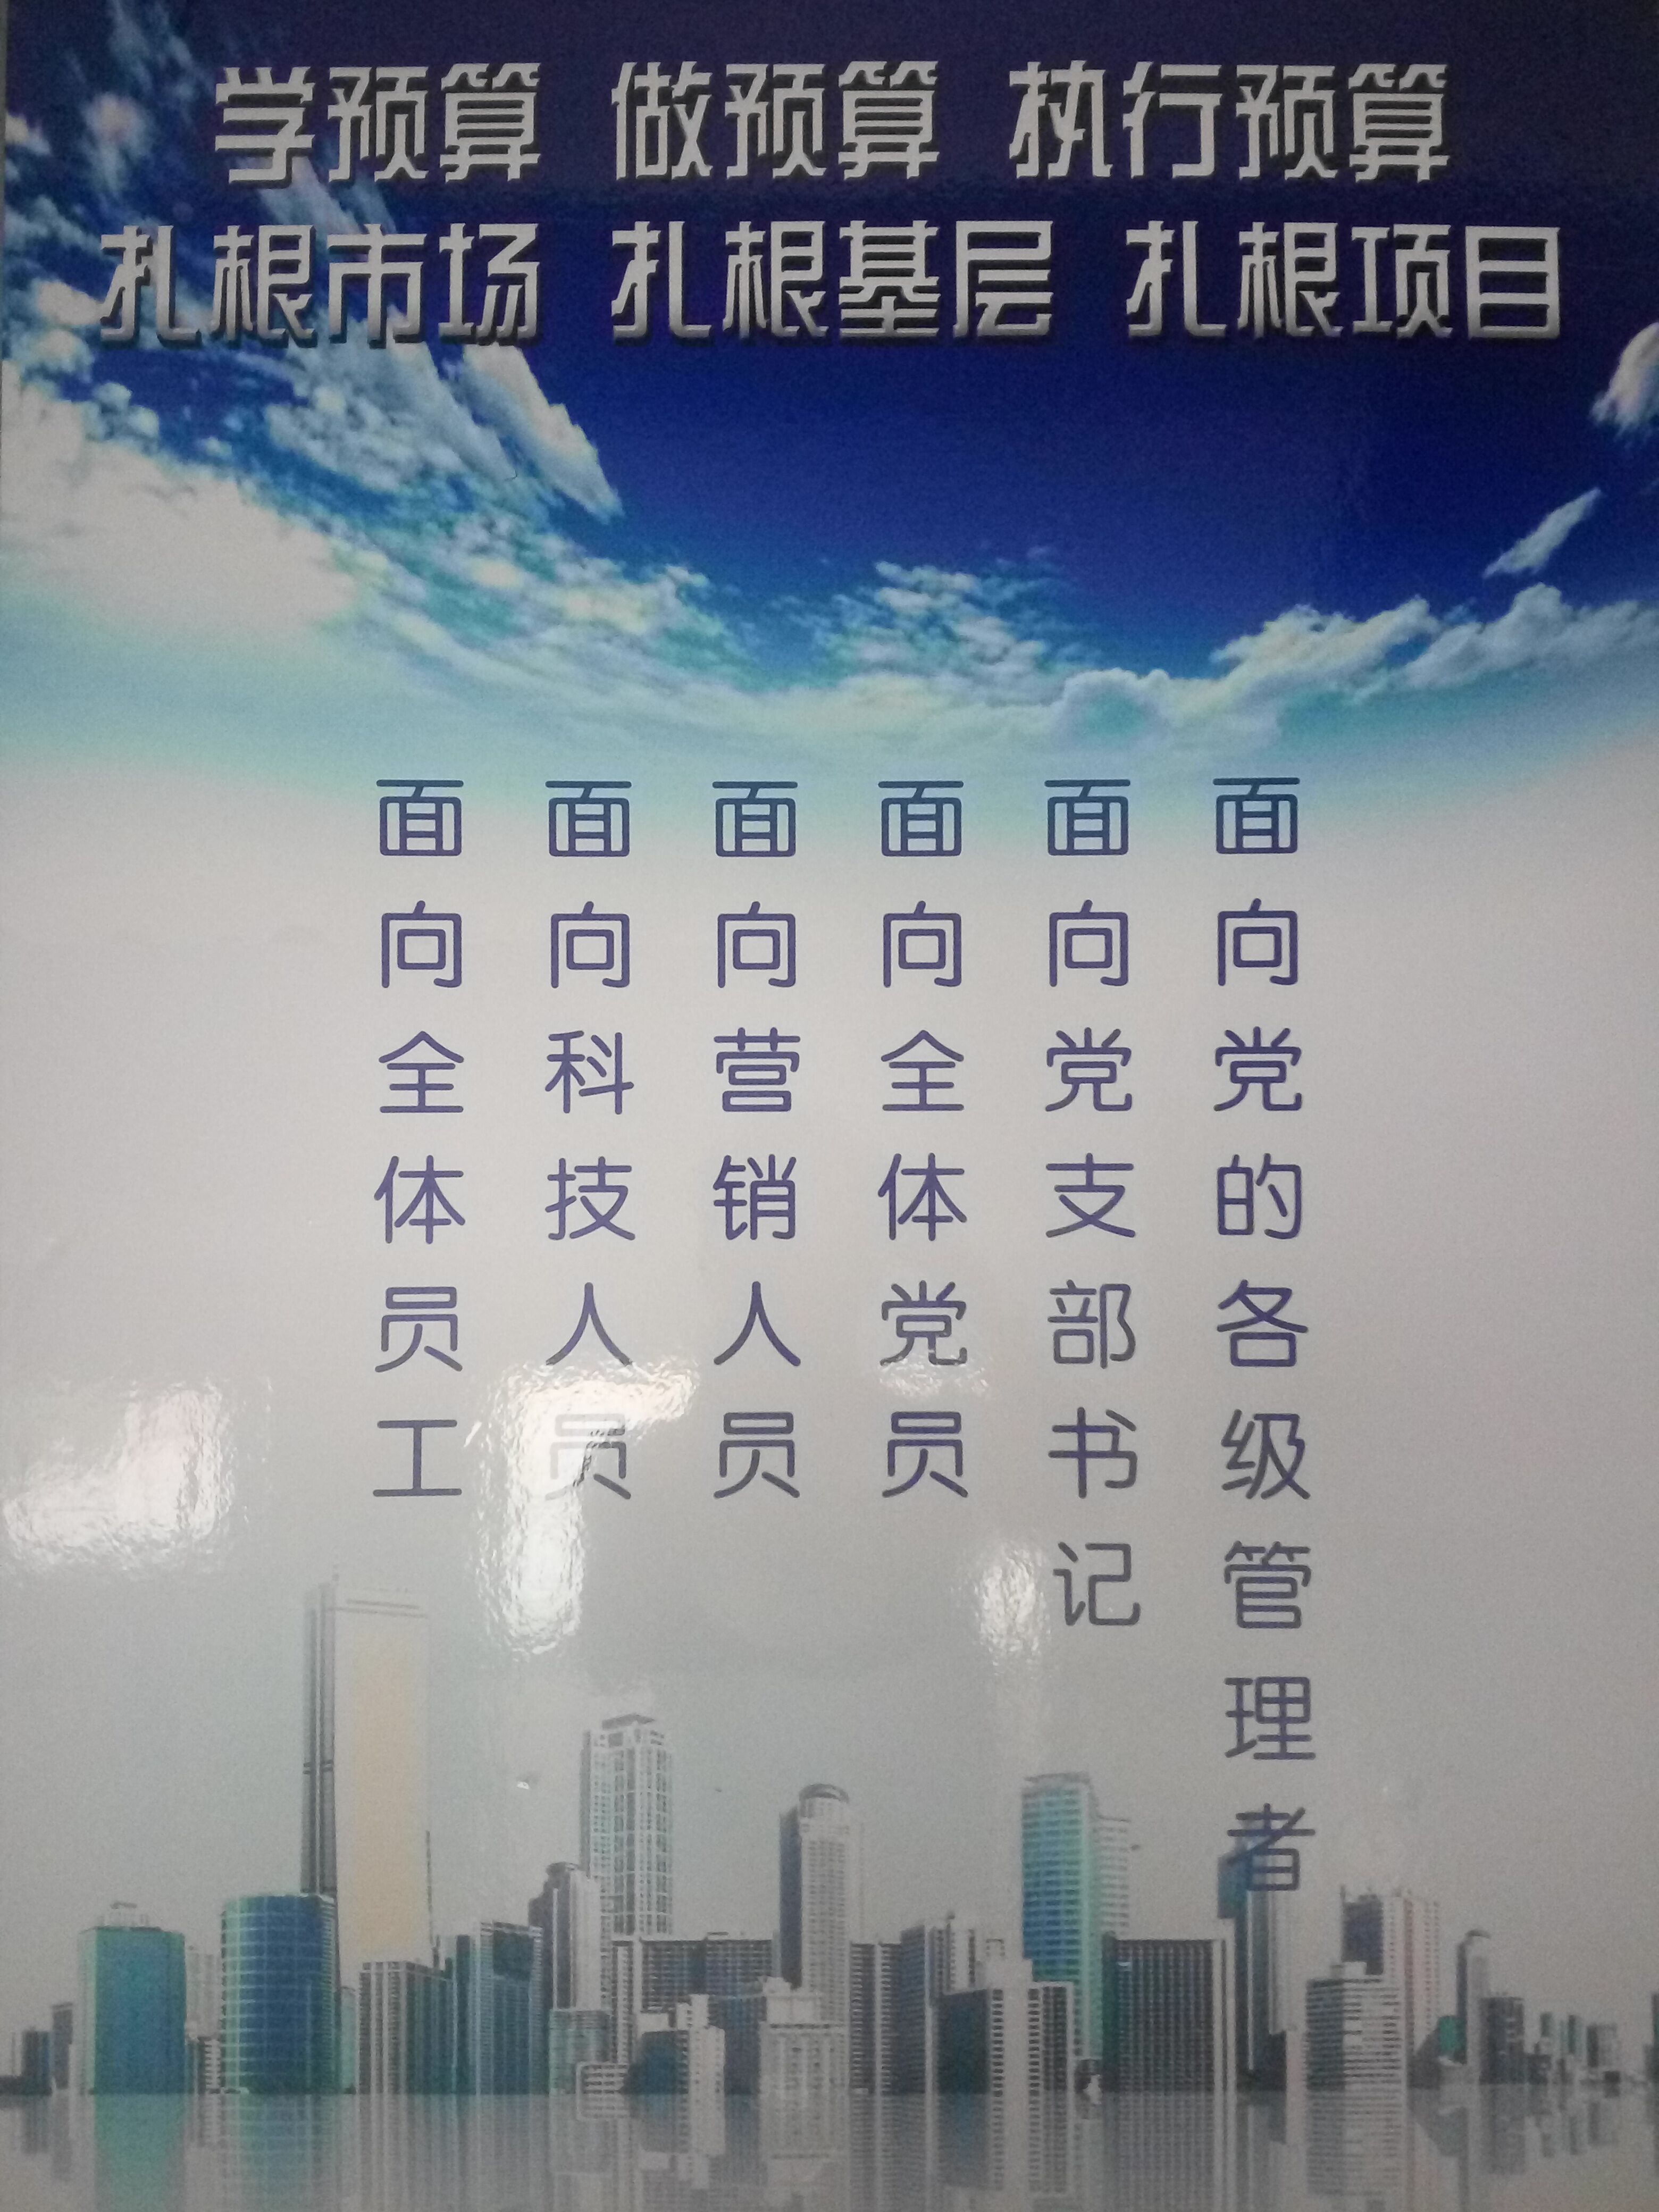 学预算 做预算 执行预算
扎根市场 扎根基层 扎根项目
面向党的各级管理者
面向党支部书记
面向全体党员
面向营销人员
面向科技人员
面向全体员工